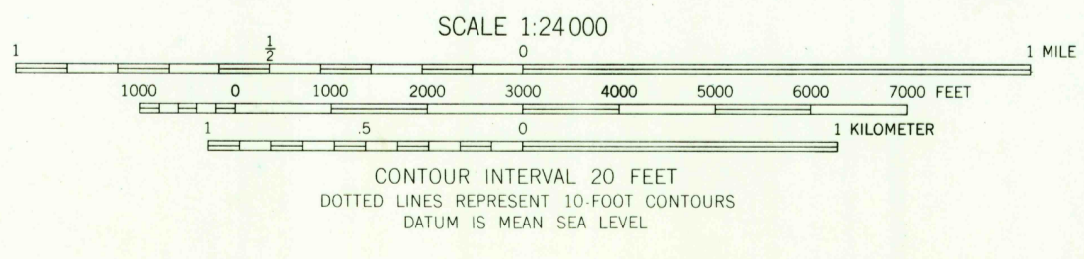 SCALE 1:24 000
1 1/2 0 1 MILE
1000 0 1000 2000 3000 4000 5000 6000 7000 FEET
1 .5 0 1 KILOMETER
CONTOUR INTERVAL 20 FEET
DOTTED LINES REPRESENT 10-FOOT CONTOURS
DATUM IS MEAN SEA LEVEL